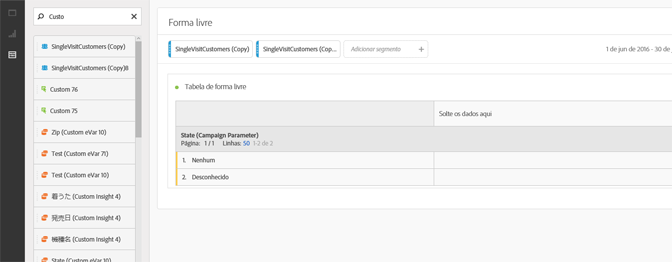 Custo
SingleVisitCustomers (Copy)
SingleVisitCustomers (Copy)8
Custom 76
Custom 75
Zip (Custom eVar 10)
Test (Custom eVar 71)
Test (Custom eVar 10)
着うた (Custom Insight 4)
発売日 (Custom Insight 4)
機種名 (Custom Insight 4)
State (Custom eVar 10)
Forma livre
SingleVisitCustomers (Copy)
SingleVisitCustomers (Cop...
Adicionar segmento
1 de jun de 2016 - 30 de
Tabela de forma livre
Solte os dados aqui
State (Campaign Parameter)
Página: 1 / 1 Linhas: 50 1-2 de 2
1. Nenhum
2. Desconhecido